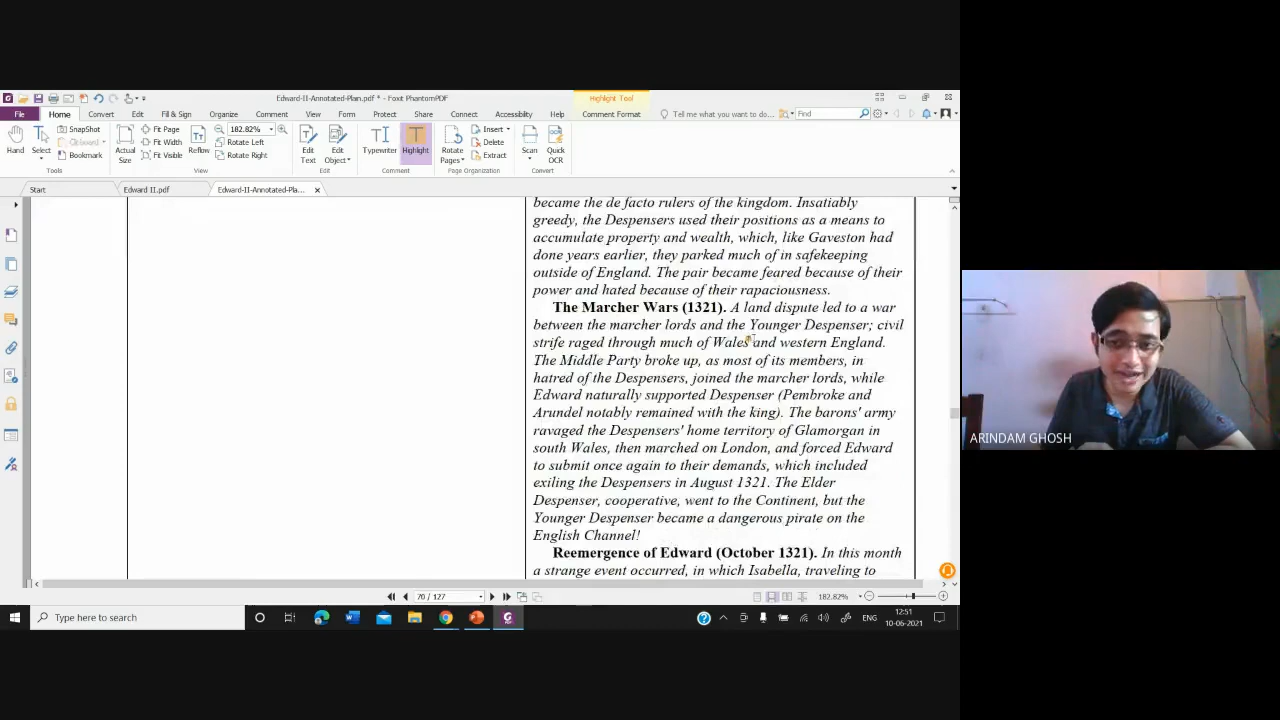 Edward-II-Annotated-Plan.pdf * - Foxit PhantomPDF
Highlight Tool
File Home Convert Edit Fill & Sign Organize Comment View Form Protect Share Connect Accessibility Help Comment Format Tell me what you want to do... Find
Hand
Select
SnapShot
Clipboard
Bookmark
Tools
Actual Size
Fit Page
Fit Width
Fit Visible
Reflow
182.82%
Rotate Left
Rotate Right
View
Edit Text
Edit Object
Edit
Typewriter
Highlight
Comment
Rotate Pages
Insert
Delete
Extract
Page Organization
Scan
Quick OCR
Convert
Start
Edward II.pdf
Edward-II-Annotated-Pla...
became the de facto rulers of the kingdom. Insatiably
greedy, the Despensers used their positions as a means to
accumulate property and wealth, which, like Gaveston had
done years earlier, they parked much of in safekeeping
outside of England. The pair became feared because of their
power and hated because of their rapaciousness.
The Marcher Wars (1321). A land dispute led to a war
between the marcher lords and the Younger Despenser; civil
strife raged through much of Wales and western England.
The Middle Party broke up, as most of its members, in
hatred of the Despensers, joined the marcher lords, while
Edward naturally supported Despenser (Pembroke and
Arundel notably remained with the king). The barons' army
ravaged the Despensers' home territory of Glamorgan in
south Wales, then marched on London, and forced Edward
to submit once again to their demands, which included
exiling the Despensers in August 1321. The Elder
Despenser, cooperative, went to the Continent, but the
Younger Despenser became a dangerous pirate on the
English Channel!
Reemergence of Edward (October 1321). In this month
a strange event occurred, in which Isabella, traveling to
ARINDAM GHOSH
70 / 127
182.82%
Type here to search
ENG
12:51
10-06-2021